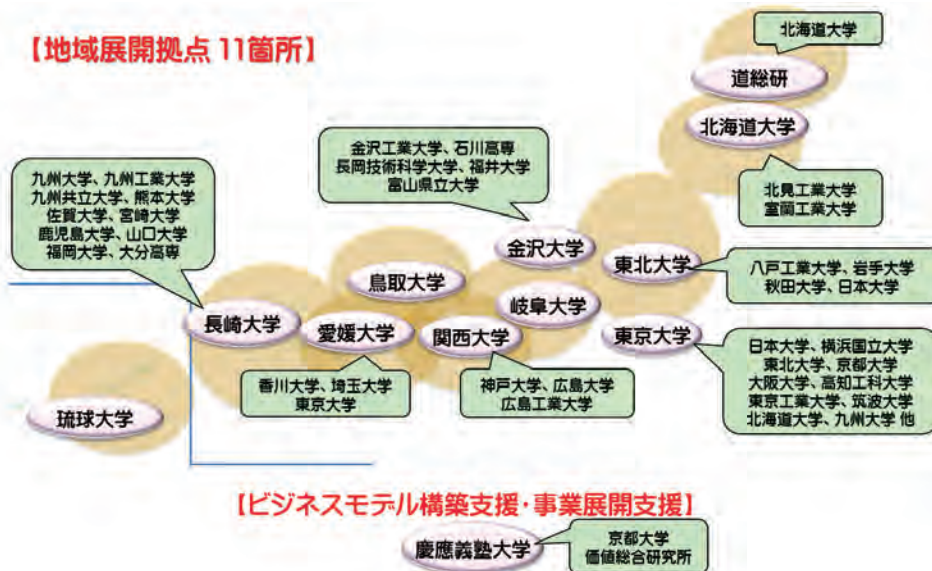 【地域展開拠点 11箇所】
北海道大学
道総研
北海道大学
北見工業大学
室蘭工業大学
金沢工業大学、石川高専
長岡技術科学大学、福井大学
富山県立大学
金沢大学
九州大学、九州工業大学
九州共立大学、熊本大学
佐賀大学、宮崎大学
鹿児島大学、山口大学
福岡大学、大分高専
東北大学
八戸工業大学、岩手大学
秋田大学、日本大学
鳥取大学
岐阜大学
長崎大学
愛媛大学
関西大学
東京大学
香川大学、埼玉大学
東京大学
神戸大学、広島大学
広島工業大学
日本大学、横浜国立大学
東北大学、京都大学
大阪大学、高知工科大学
東京工業大学、筑波大学
北海道大学、九州大学 他
琉球大学
【ビジネスモデル構築支援・事業展開支援】
慶應義塾大学
京都大学
価値総合研究所